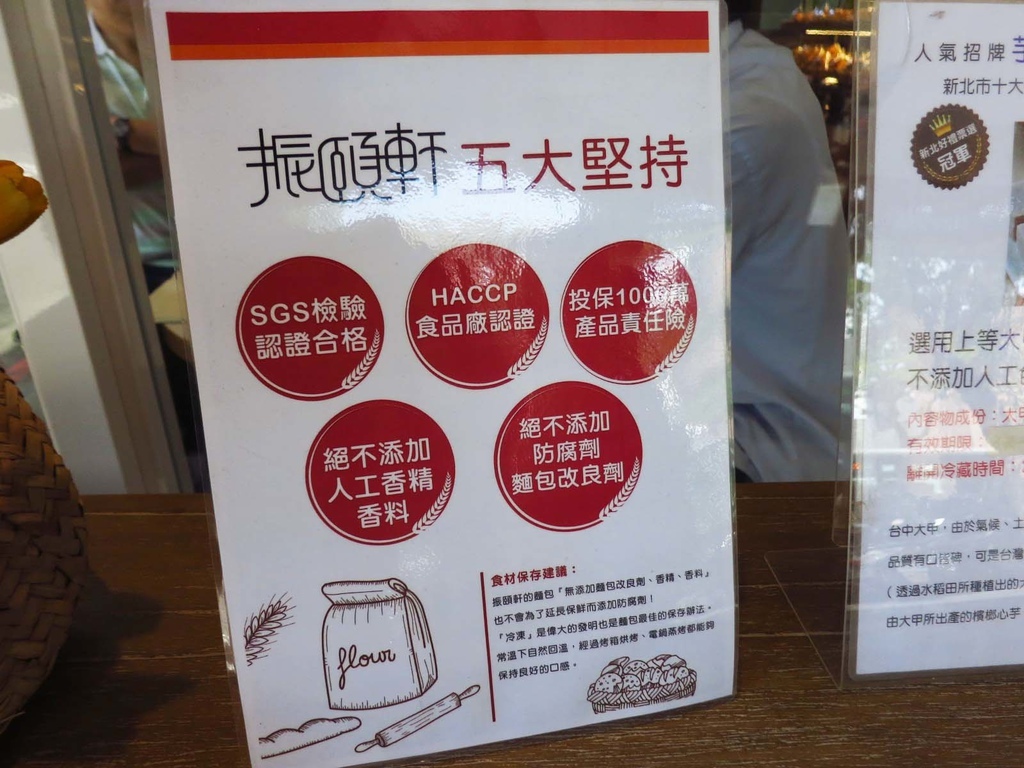 振頤軒 五大堅持
SGS檢驗
認證合格
HACCP
食品廠認證
投保1000萬
產品責任險
絕不添加
人工香精
香料
絕不添加
防腐劑
麵包改良劑
flour
食材保存建議：
振頤軒的麵包「無添加麵包改良劑、香精、香料」
也不會為了延長保鮮而添加防腐劑！
「冷凍」是偉大的發明也是麵包最佳的保存辦法。
常溫下自然回溫，經過烤箱烘烤、電鍋蒸烤都能夠
保持良好的口感。
人氣招牌芋
新北市十大
新北好禮票選
冠軍
選用上等大
不添加人工
內容物成份：大甲
有效期限：
離開冷藏時間：
台中大甲，由於氣候、土
品質有口皆碑，可是台灣
（透過水稻田所種植出的
由大甲所出產的檳榔心芋